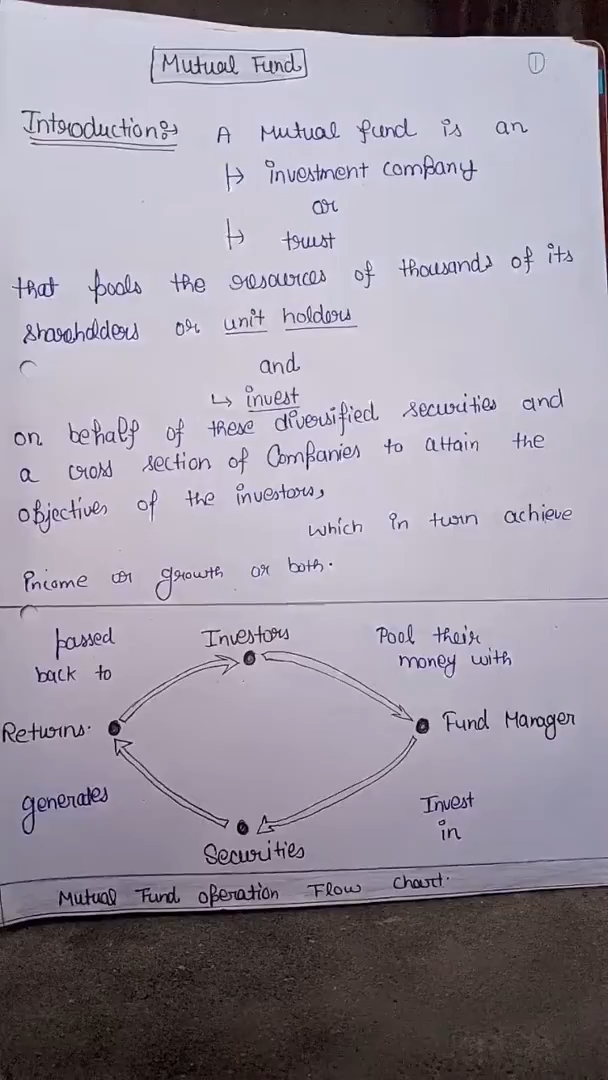 Mutual Fund
1
Introduction:→ A Mutual fund is an
↦ investment company
or
↦ trust
that pools the resources of thousands of its
shareholders or unit holders
and
↳ invest
on behalf of these diversified securities and
a cross section of Companies to attain the
objectives of the investors,
which in turn achieve
Income or growth or both.
passed
back to
Investors
Pool their
money with
Returns.
Fund Manager
generates
Invest
in
Securities
Mutual Fund operation Flow chart.